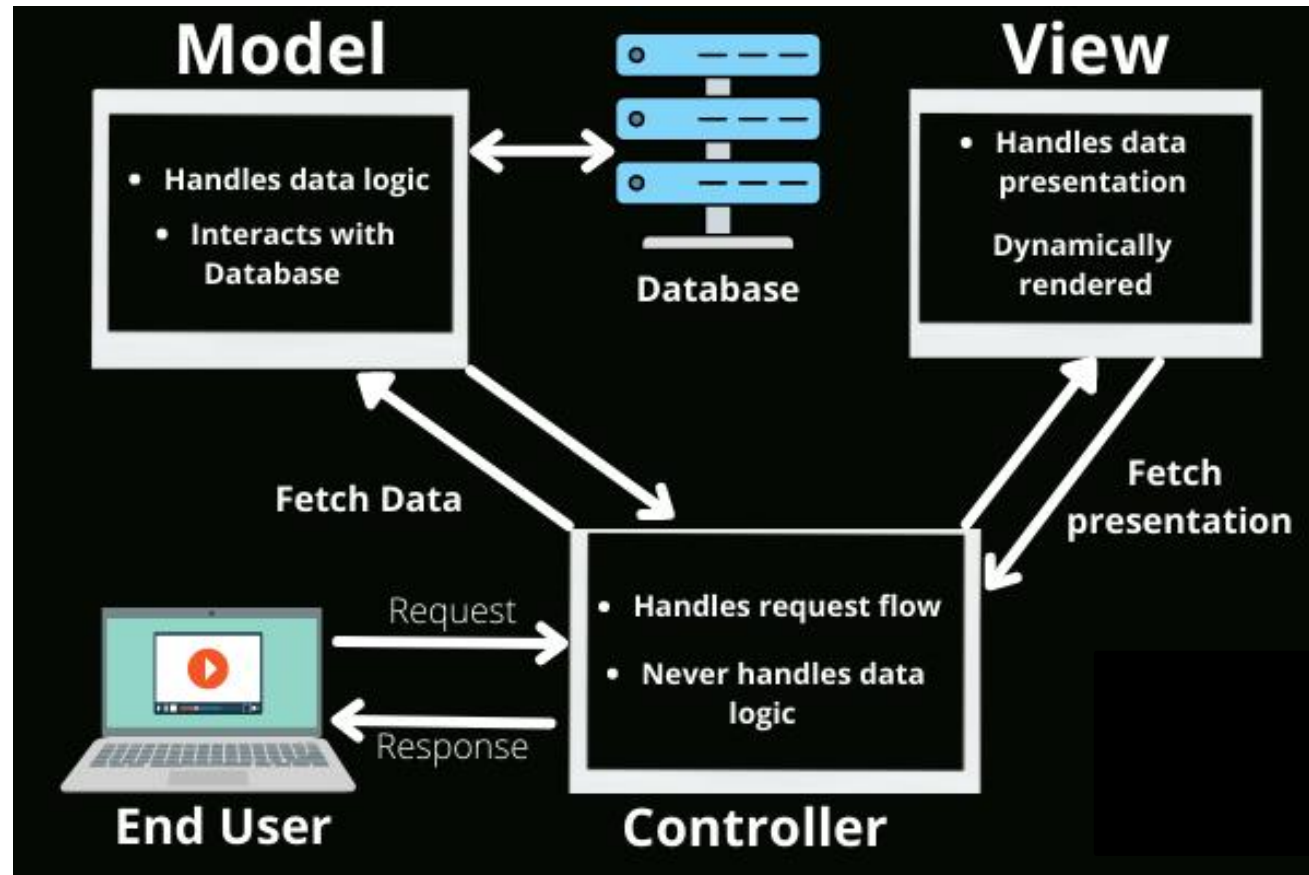 Model
View
• Handles data logic
• Interacts with
Database
Database
• Handles data
presentation
Dynamically
rendered
Fetch Data
Fetch
presentation
Request
Response
• Handles request flow
• Never handles data
logic
End User
Controller